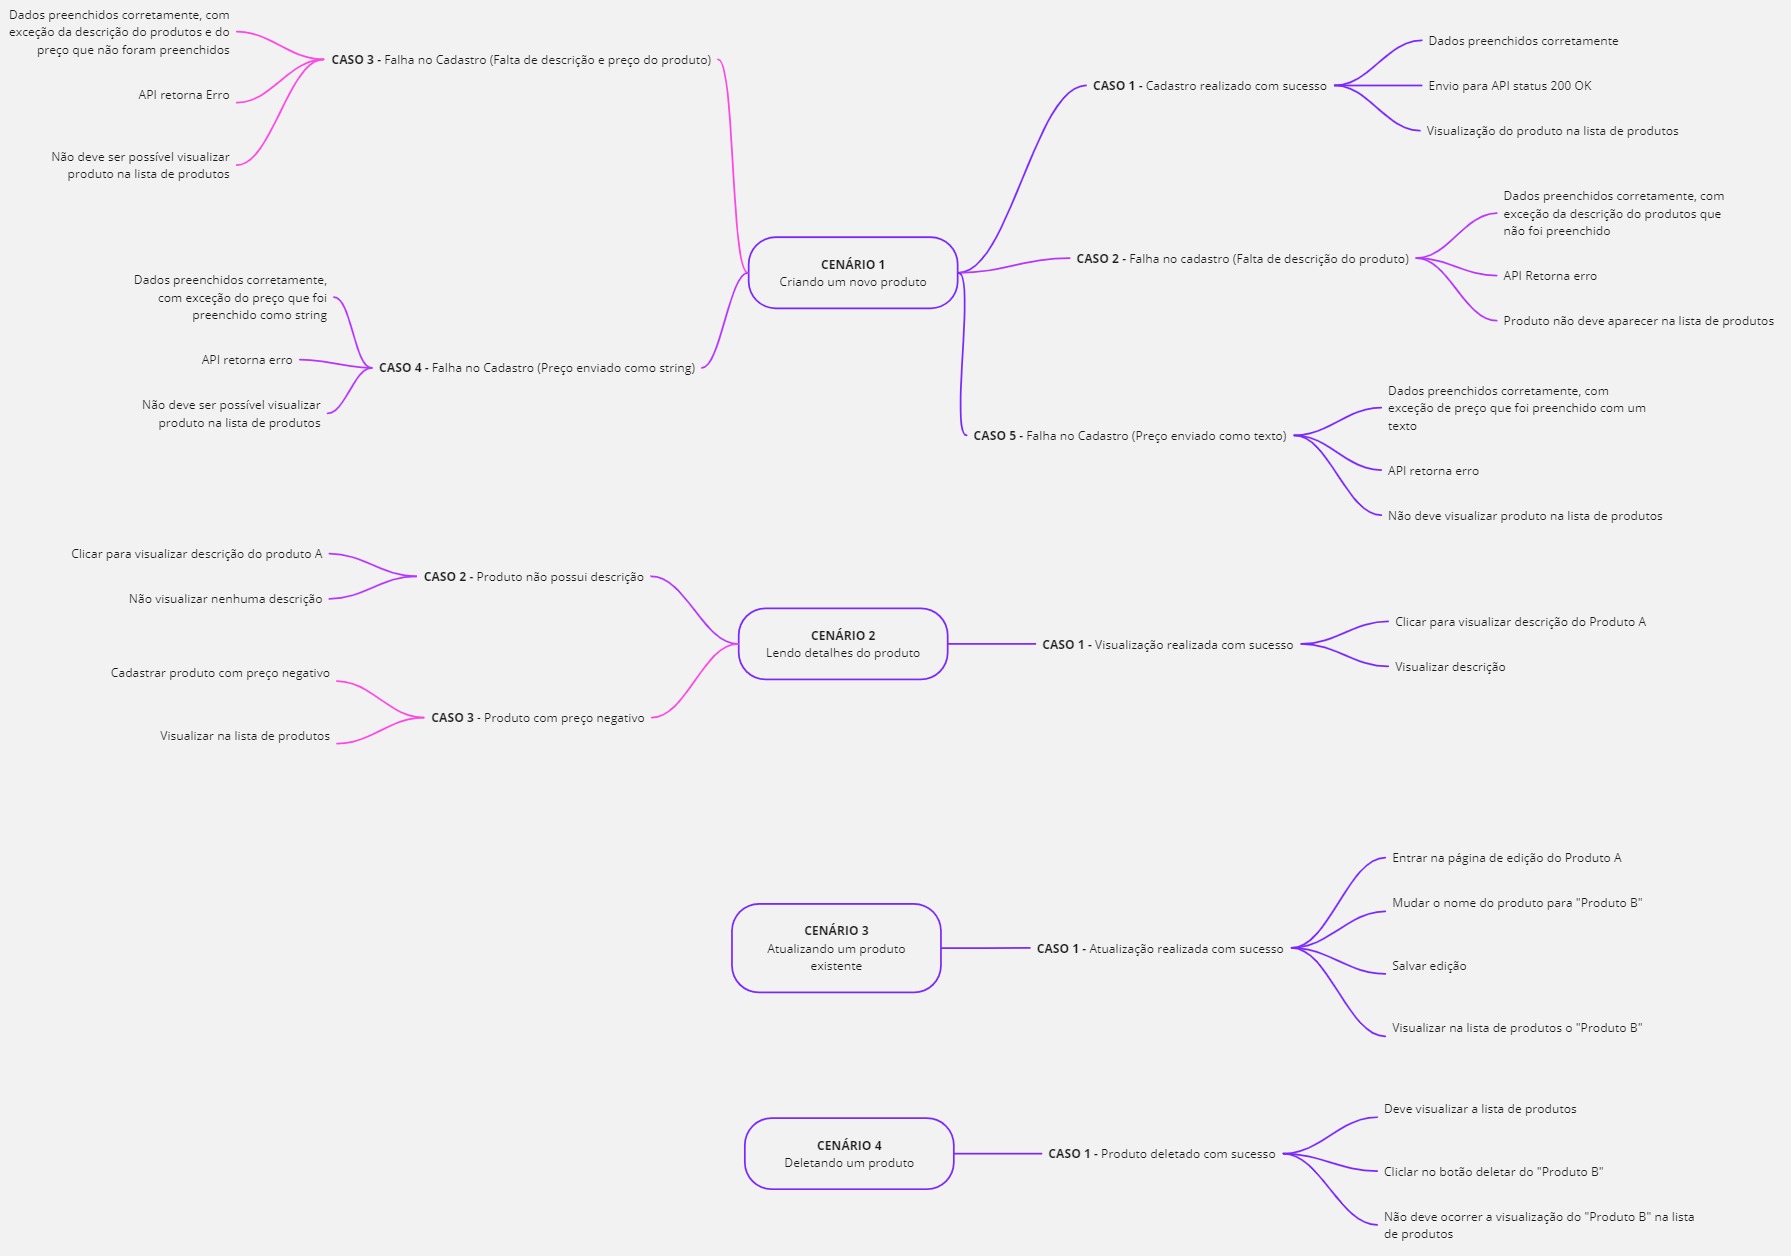 CENÁRIO 1
Criando um novo produto
CASO 1 - Cadastro realizado com sucesso
Dados preenchidos corretamente
Envio para API status 200 OK
Visualização do produto na lista de produtos
CASO 2 - Falha no cadastro (Falta de descrição do produto)
Dados preenchidos corretamente, com
exceção da descrição do produtos que
não foi preenchido
API Retorna erro
Produto não deve aparecer na lista de produtos
CASO 3 - Falha no Cadastro (Falta de descrição e preço do produto)
Dados preenchidos corretamente, com
exceção da descrição do produtos e do
preço que não foram preenchidos
API retorna Erro
Não deve ser possível visualizar
produto na lista de produtos
CASO 4 - Falha no Cadastro (Preço enviado como string)
Dados preenchidos corretamente,
com exceção do preço que foi
preenchido como string
API retorna erro
Não deve ser possível visualizar
produto na lista de produtos
CASO 5 - Falha no Cadastro (Preço enviado como texto)
Dados preenchidos corretamente, com
exceção de preço que foi preenchido com um
texto
API retorna erro
Não deve visualizar produto na lista de produtos
CENÁRIO 2
Lendo detalhes do produto
CASO 1 - Visualização realizada com sucesso
Clicar para visualizar descrição do Produto A
Visualizar descrição
CASO 2 - Produto não possui descrição
Clicar para visualizar descrição do produto A
Não visualizar nenhuma descrição
CASO 3 - Produto com preço negativo
Cadastrar produto com preço negativo
Visualizar na lista de produtos
CENÁRIO 3
Atualizando um produto
existente
CASO 1 - Atualização realizada com sucesso
Entrar na página de edição do Produto A
Mudar o nome do produto para "Produto B"
Salvar edição
Visualizar na lista de produtos o "Produto B"
CENÁRIO 4
Deletando um produto
CASO 1 - Produto deletado com sucesso
Deve visualizar a lista de produtos
Cliclar no botão deletar do "Produto B"
Não deve ocorrer a visualização do "Produto B" na lista
de produtos